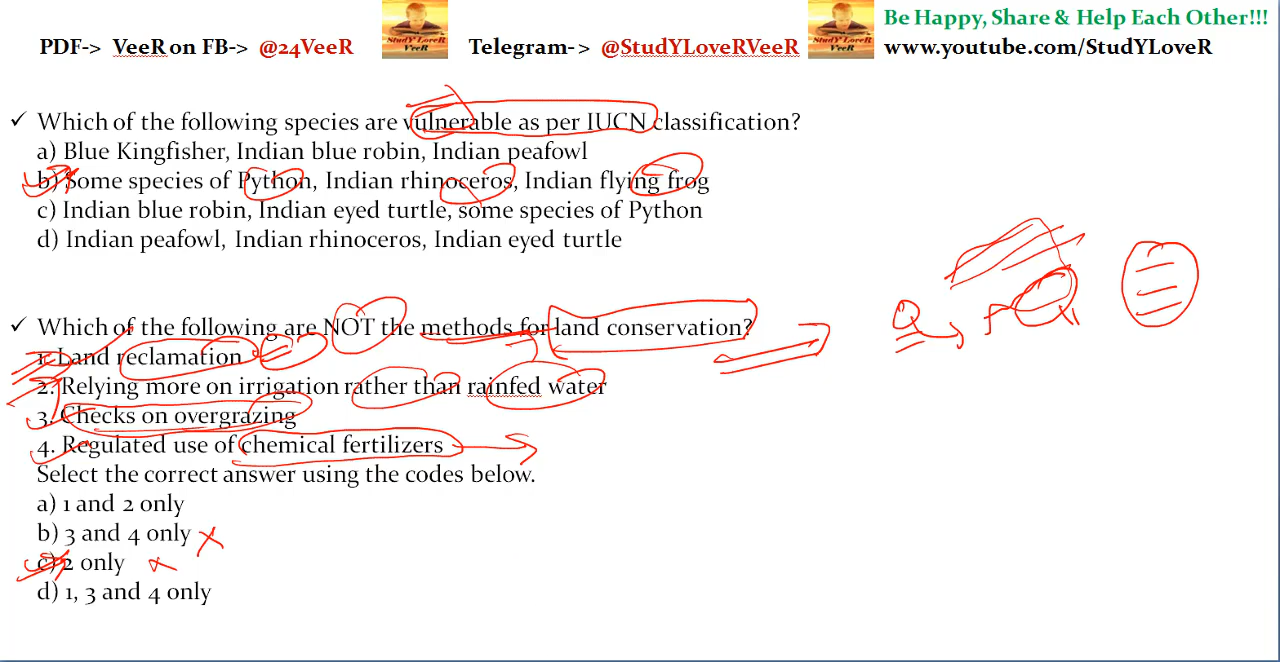 Be Happy, Share & Help Each Other!!!
PDF-> VeeR on FB-> @24VeeR Telegram-> @StudYLoveRVeeR www.youtube.com/StudYLoveR
StudY LoveR
VeeR
StudY LoveR
VeeR
✓ Which of the following species are vulnerable as per IUCN classification?
a) Blue Kingfisher, Indian blue robin, Indian peafowl
b) Some species of Python, Indian rhinoceros, Indian flying frog
c) Indian blue robin, Indian eyed turtle, some species of Python
d) Indian peafowl, Indian rhinoceros, Indian eyed turtle
✓ Which of the following are NOT the methods for land conservation?
1. Land reclamation
2. Relying more on irrigation rather than rainfed water
3. Checks on overgrazing
4. Regulated use of chemical fertilizers
Select the correct answer using the codes below.
a) 1 and 2 only
b) 3 and 4 only
c) 2 only
d) 1, 3 and 4 only